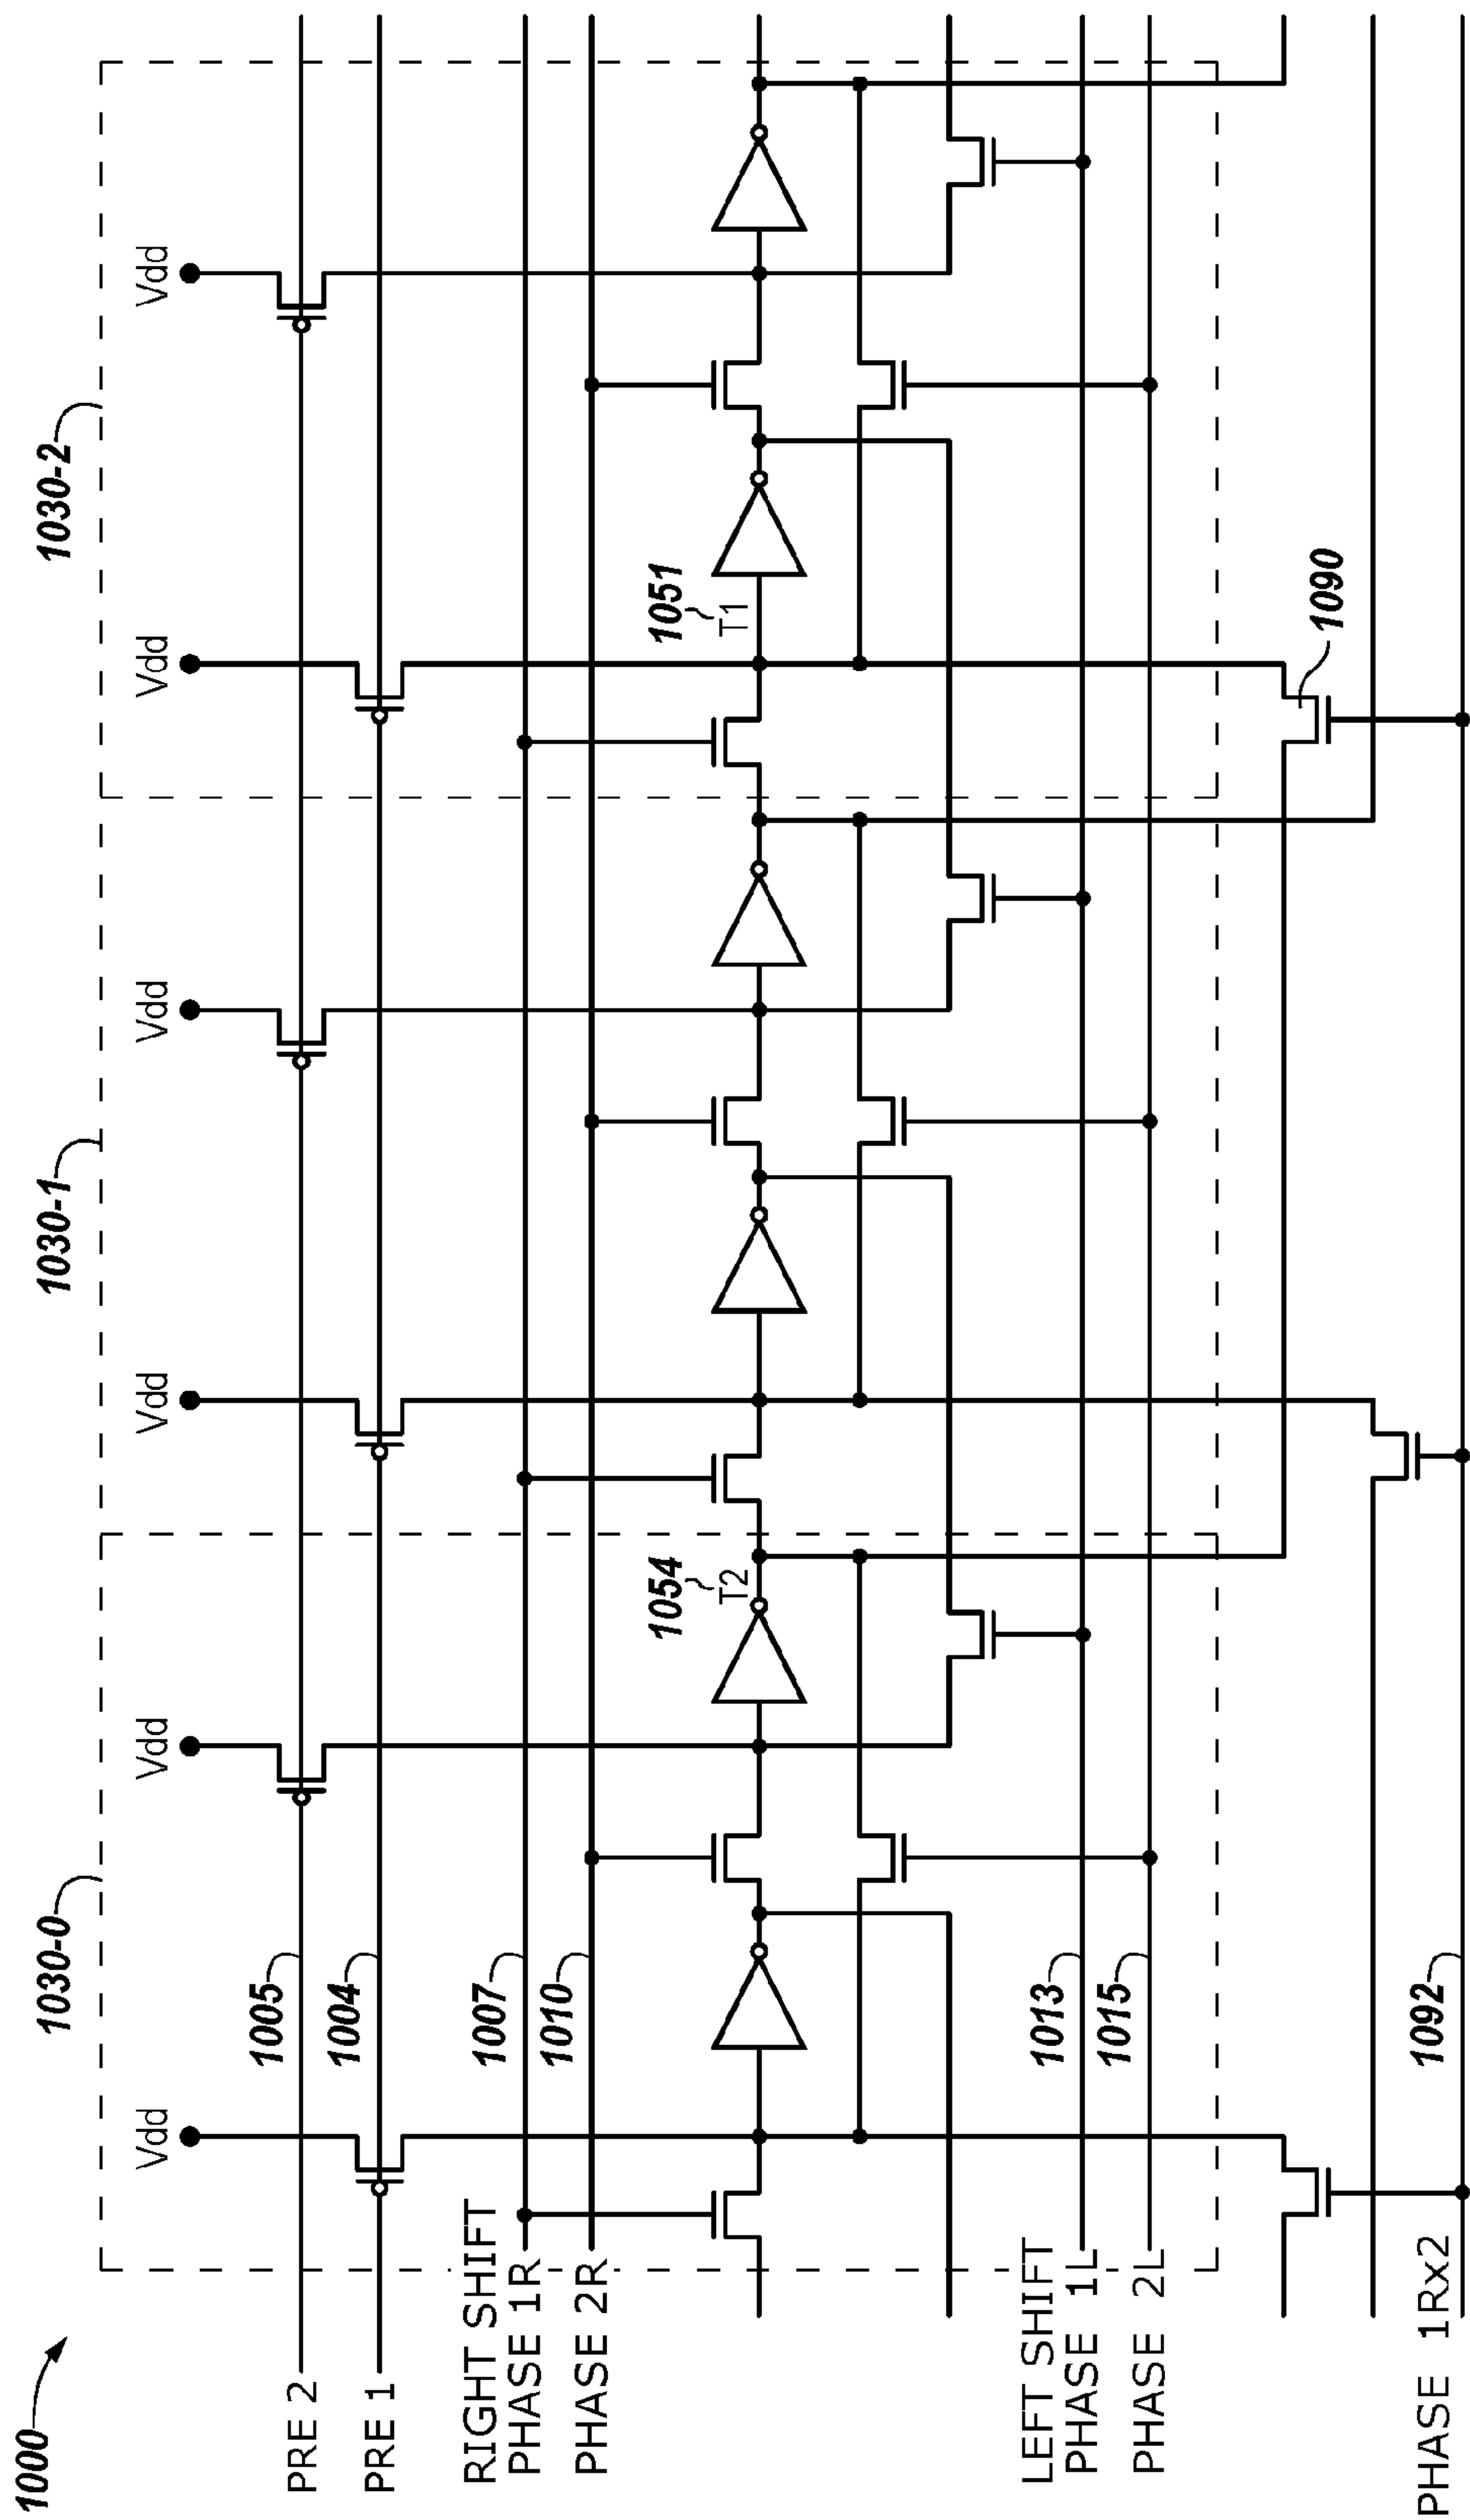 1000
1030-0
1030-1
1030-2
Vdd
Vdd
Vdd
Vdd
Vdd
Vdd
PRE 2
1005
PRE 1
1004
RIGHT SHIFT
PHASE 1R
1007
PHASE 2R
1010
1054
T2
1051
T1
LEFT SHIFT
PHASE 1L
1013
PHASE 2L
1015
1090
PHASE 1Rx2
1092